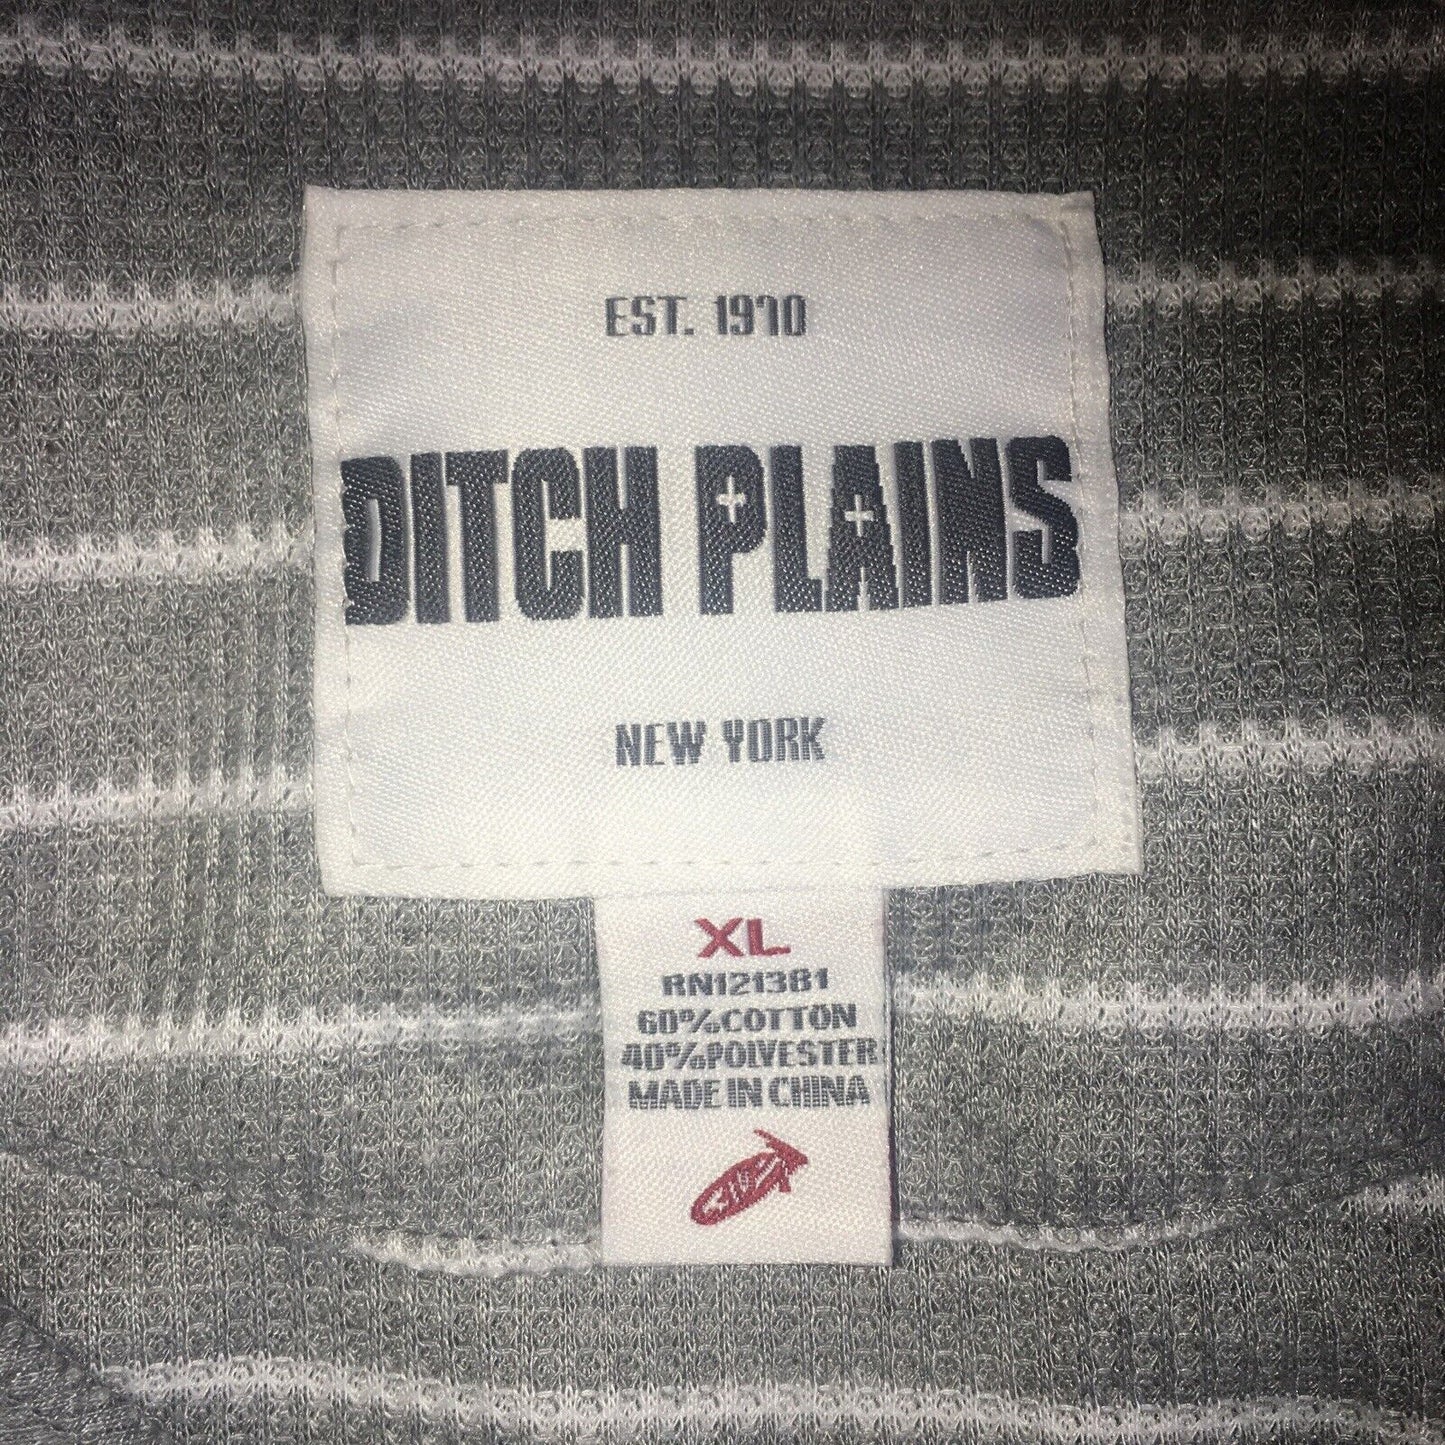 EST. 1970
DITCH PLAINS
NEW YORK
XL
RN121381
60%COTTON
40%POLYESTER
MADE IN CHINA